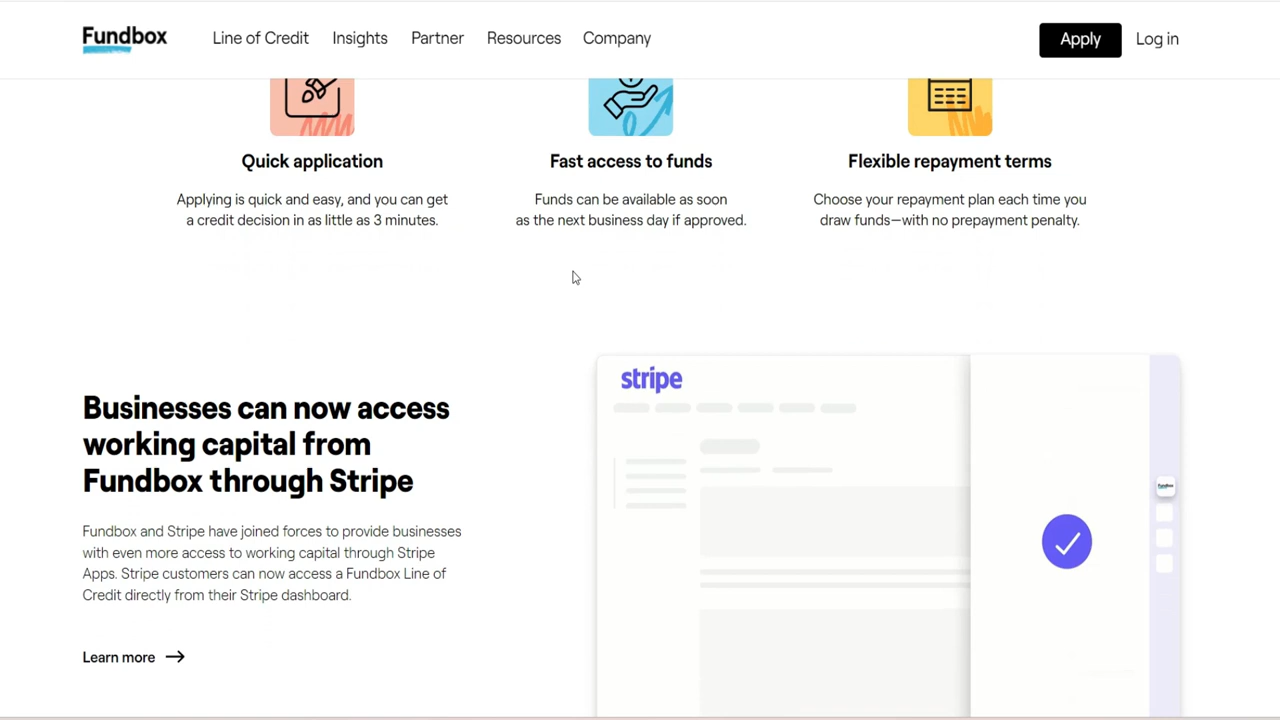 Fundbox
Line of Credit Insights Partner Resources Company
Apply Log in
Quick application
Applying is quick and easy, and you can get
a credit decision in as little as 3 minutes.
Fast access to funds
Funds can be available as soon
as the next business day if approved.
Flexible repayment terms
Choose your repayment plan each time you
draw funds—with no prepayment penalty.
Businesses can now access
working capital from
Fundbox through Stripe
Fundbox and Stripe have joined forces to provide businesses
with even more access to working capital through Stripe
Apps. Stripe customers can now access a Fundbox Line of
Credit directly from their Stripe dashboard.
Learn more
stripe
Fundbox